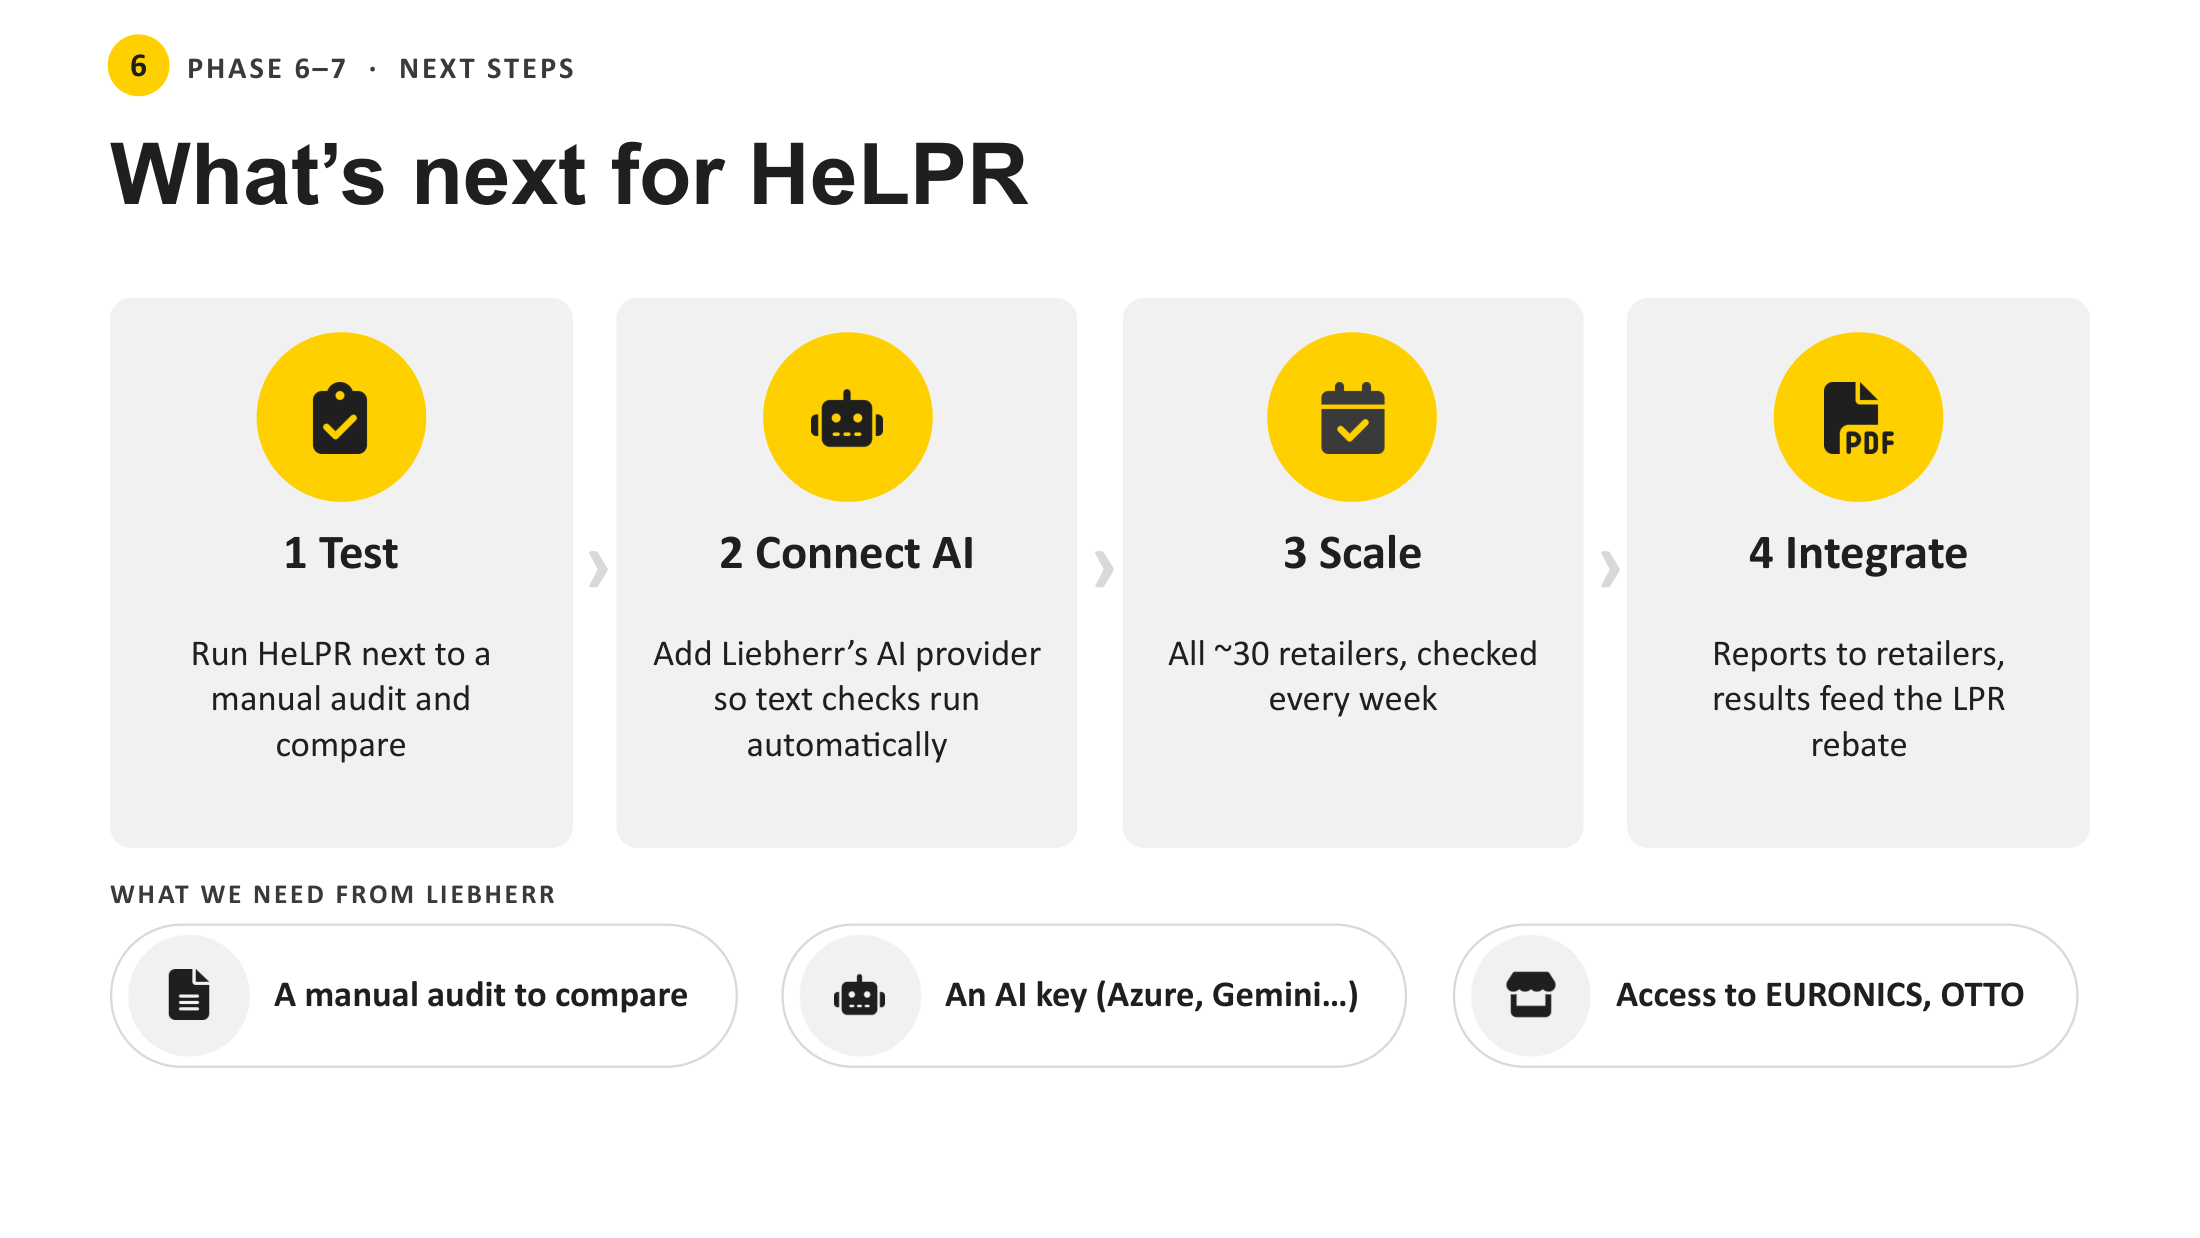 6
PHASE 6–7 · NEXT STEPS
What’s next for HeLPR
1 Test
Run HeLPR next to a
manual audit and
compare
›
2 Connect AI
Add Liebherr’s AI provider
so text checks run
automatically
›
3 Scale
All ~30 retailers, checked
every week
›
PDF
4 Integrate
Reports to retailers,
results feed the LPR
rebate
WHAT WE NEED FROM LIEBHERR
A manual audit to compare
An AI key (Azure, Gemini...)
Access to EURONICS, OTTO